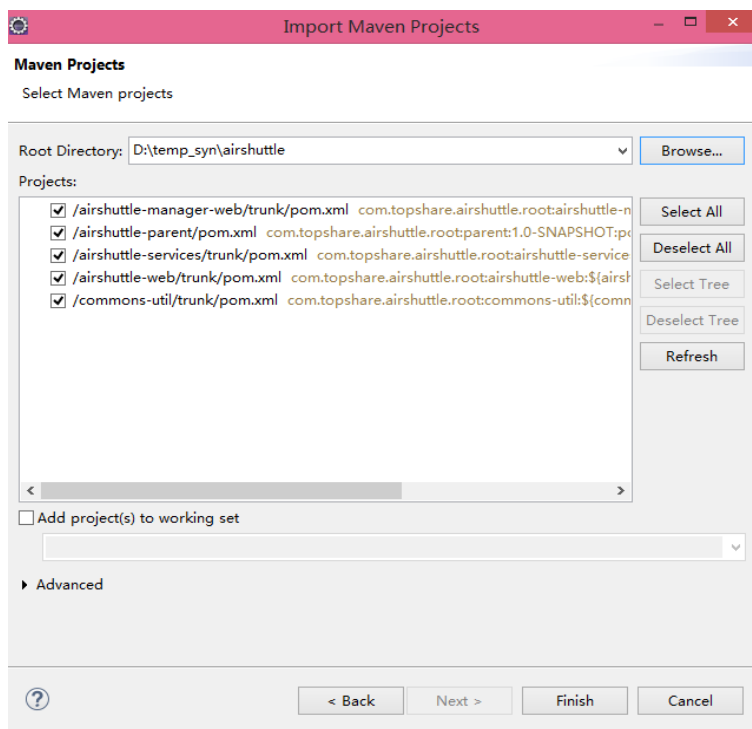 Import Maven Projects
Maven Projects
Select Maven projects
Root Directory: D:\temp_syn\airshuttle Browse...
Projects:
/airshuttle-manager-web/trunk/pom.xml com.topshare.airshuttle.root:airshuttle-m
/airshuttle-parent/pom.xml com.topshare.airshuttle.root:parent:1.0-SNAPSHOT:po
/airshuttle-services/trunk/pom.xml com.topshare.airshuttle.root:airshuttle-service
/airshuttle-web/trunk/pom.xml com.topshare.airshuttle.root:airshuttle-web:${airsh
/commons-util/trunk/pom.xml com.topshare.airshuttle.root:commons-util:${comm
Select All
Deselect All
Select Tree
Deselect Tree
Refresh
Add project(s) to working set
Advanced
? < Back Next > Finish Cancel